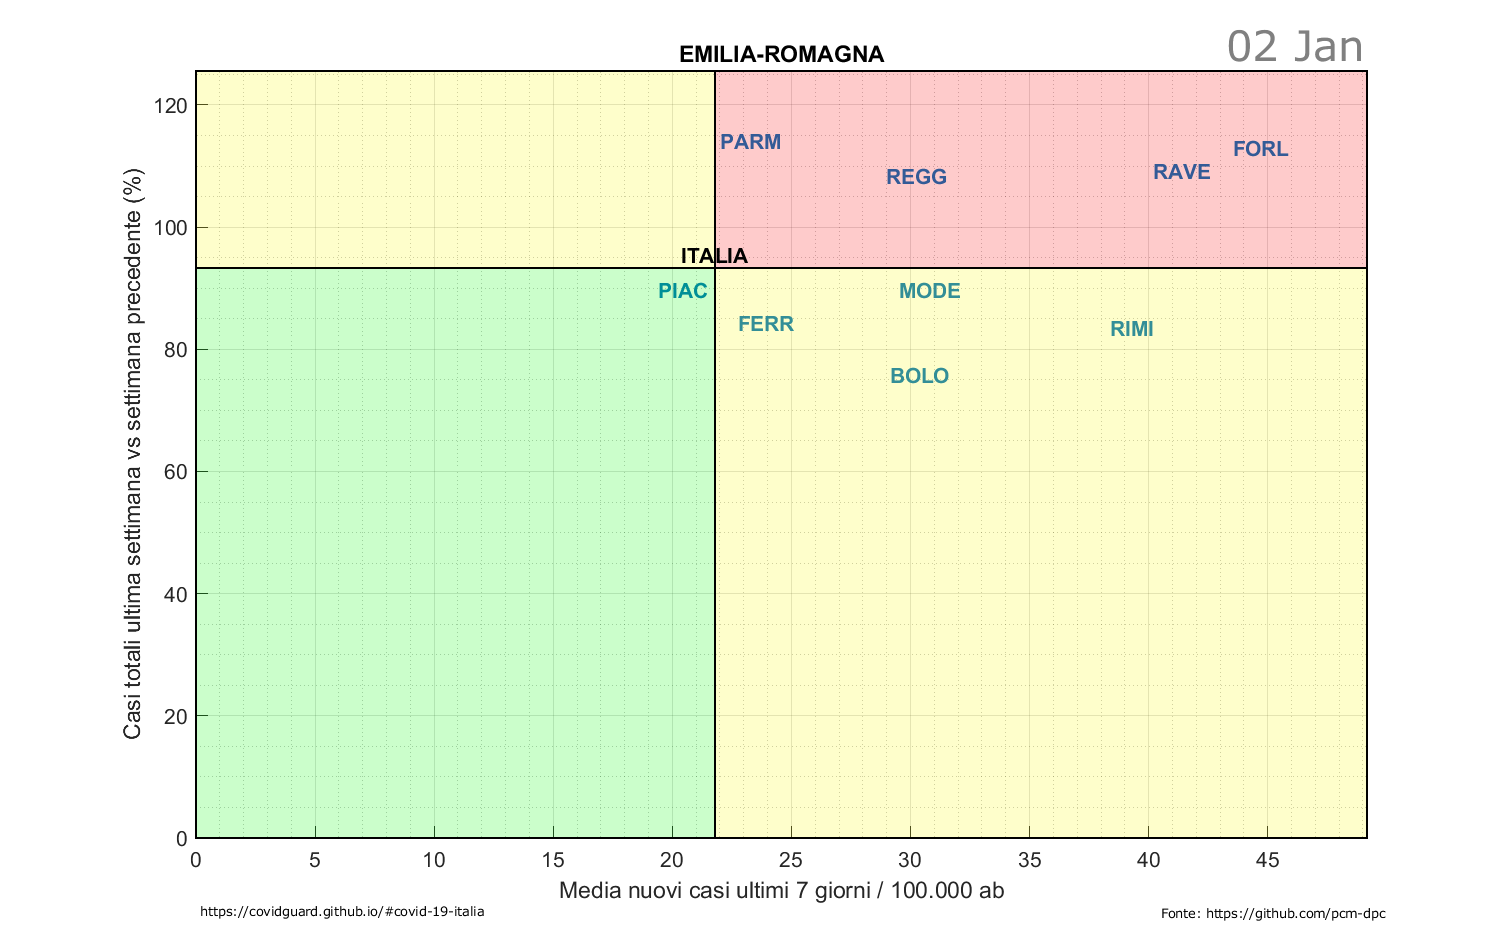 EMILIA-ROMAGNA
02 Jan
Casi totali ultima settimana vs settimana precedente (%)
120
100
80
60
40
20
0
PARM
FORL
RAVE
REGG
ITALIA
PIAC
MODE
FERR
RIMI
BOLO
0 5 10 15 20 25 30 35 40 45
Media nuovi casi ultimi 7 giorni / 100.000 ab
https://covidguard.github.io/#covid-19-italia
Fonte: https://github.com/pcm-dpc